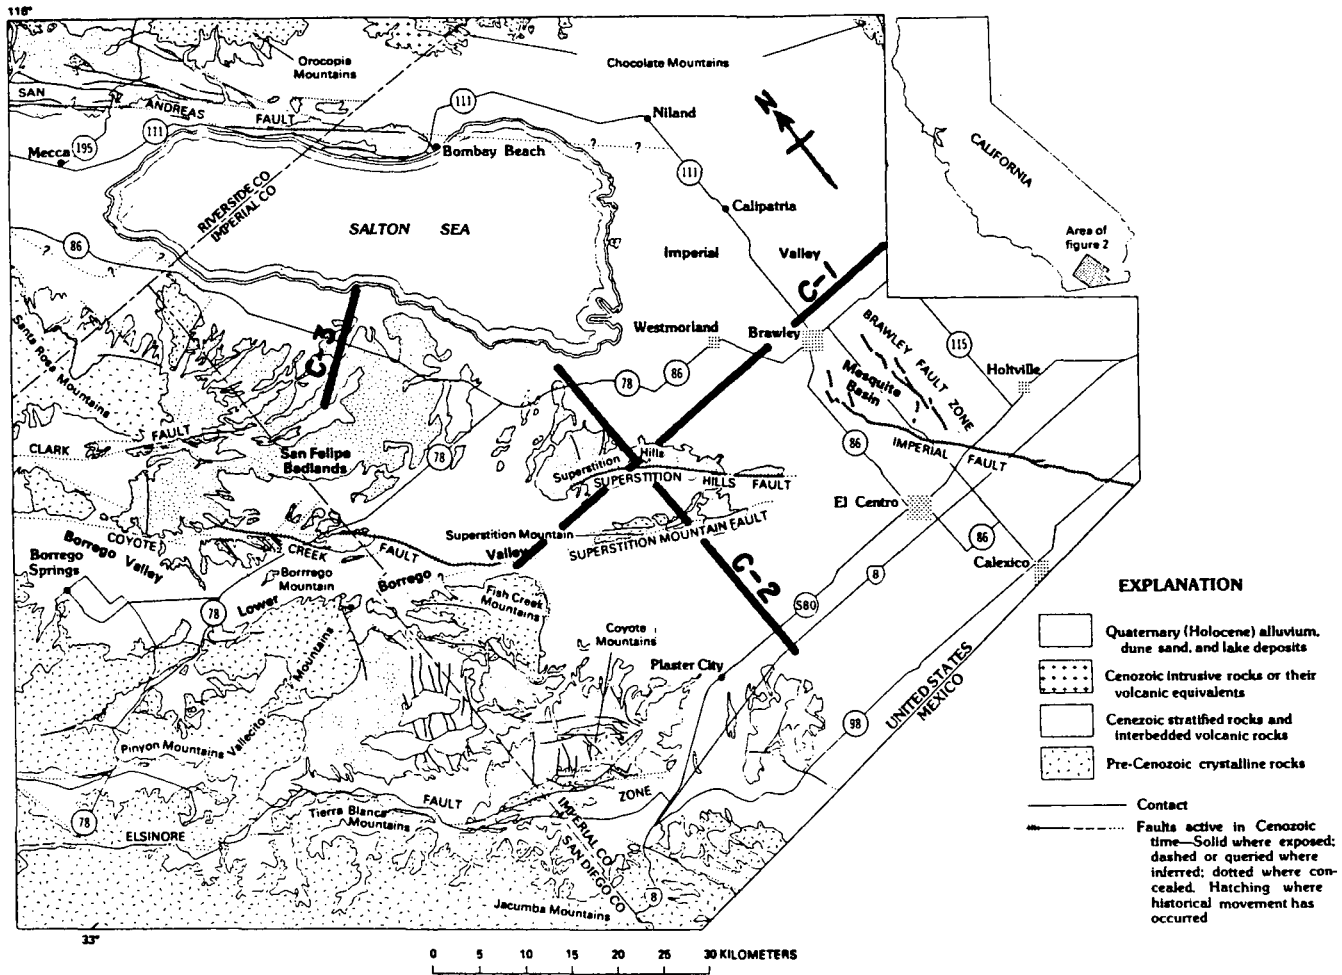 116°
Orocopia
Mountains
Chocolate Mountains
SAN
ANDREAS
FAULT
111
Niland
Mecca
195
111
Bombay Beach
?
?
111
N
CALIFORNIA
Area of
figure 2
RIVERSIDE CO
IMPERIAL CO
SALTON SEA
Calipatria
Imperial
Valley
C-1
86
?
?
?
Santa Rosa Mountains
C-3
Westmorland
Brawley
78
86
BRAWLEY FAULT ZONE
115
Mesquite
Basin
Holtville
CLARK
FAULT
San Felipe
Badlands
78
Superstition
Hills
SUPERSTITION
HILLS
FAULT
86
IMPERIAL
FAULT
El Centro
COYOTE
CREEK
FAULT
Superstition Mountain
SUPERSTITION MOUNTAIN FAULT
86
Calexico
Borrego
Springs
Borrego Valley
Borrrego
Mountain
Lower
Borrego
Valley
Fish Creek
Mountains
C-2
8
S80
78
Coyote
Mountains
Plaster City
Pinyon Mountains
Vallecito
Mountains
98
UNITED STATES
MEXICO
78
ELSINORE
FAULT
ZONE
Tierra Blanca
Mountains
IMPERIAL CO
SAN DIEGO CO
8
Jacumba Mountains
33°
0 5 10 15 20 25 30 KILOMETERS
EXPLANATION
Quaternary (Holocene) alluvium,
dune sand, and lake deposits
Cenozoic intrusive rocks or their
volcanic equivalents
Cenezoic stratified rocks and
interbedded volcanic rocks
Pre-Cenozoic crystalline rocks
Contact
Faults active in Cenozoic
time—Solid where exposed;
dashed or queried where
inferred; dotted where con-
cealed. Hatching where
historical movement has
occurred